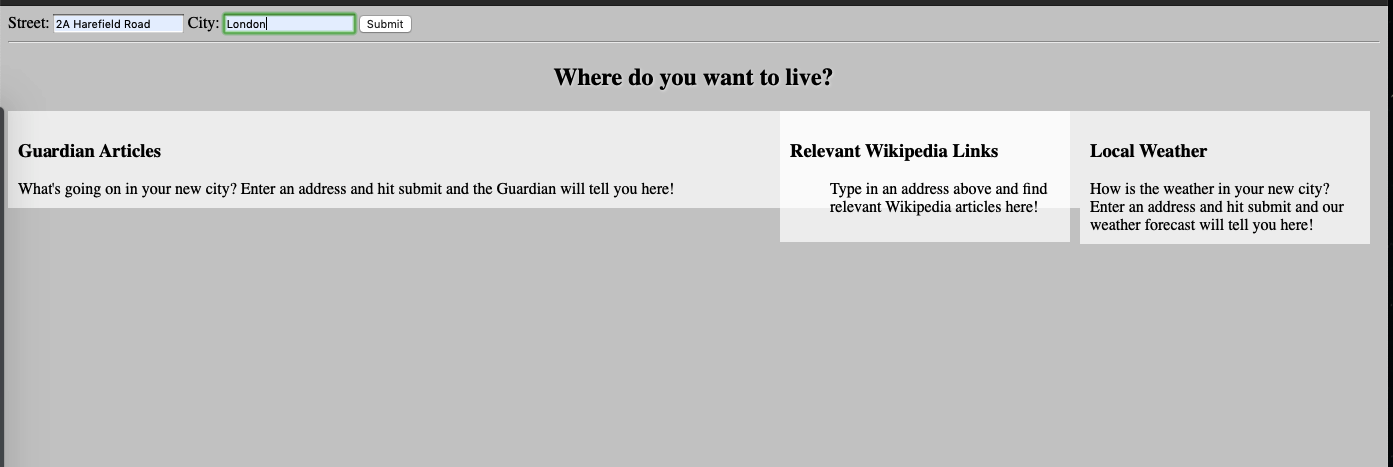 Street: 2A Harefield Road City: London Submit
Where do you want to live?
Guardian Articles
What's going on in your new city? Enter an address and hit submit and the Guardian will tell you here!
Relevant Wikipedia Links
Type in an address above and find
relevant Wikipedia articles here!
Local Weather
How is the weather in your new city?
Enter an address and hit submit and our
weather forecast will tell you here!